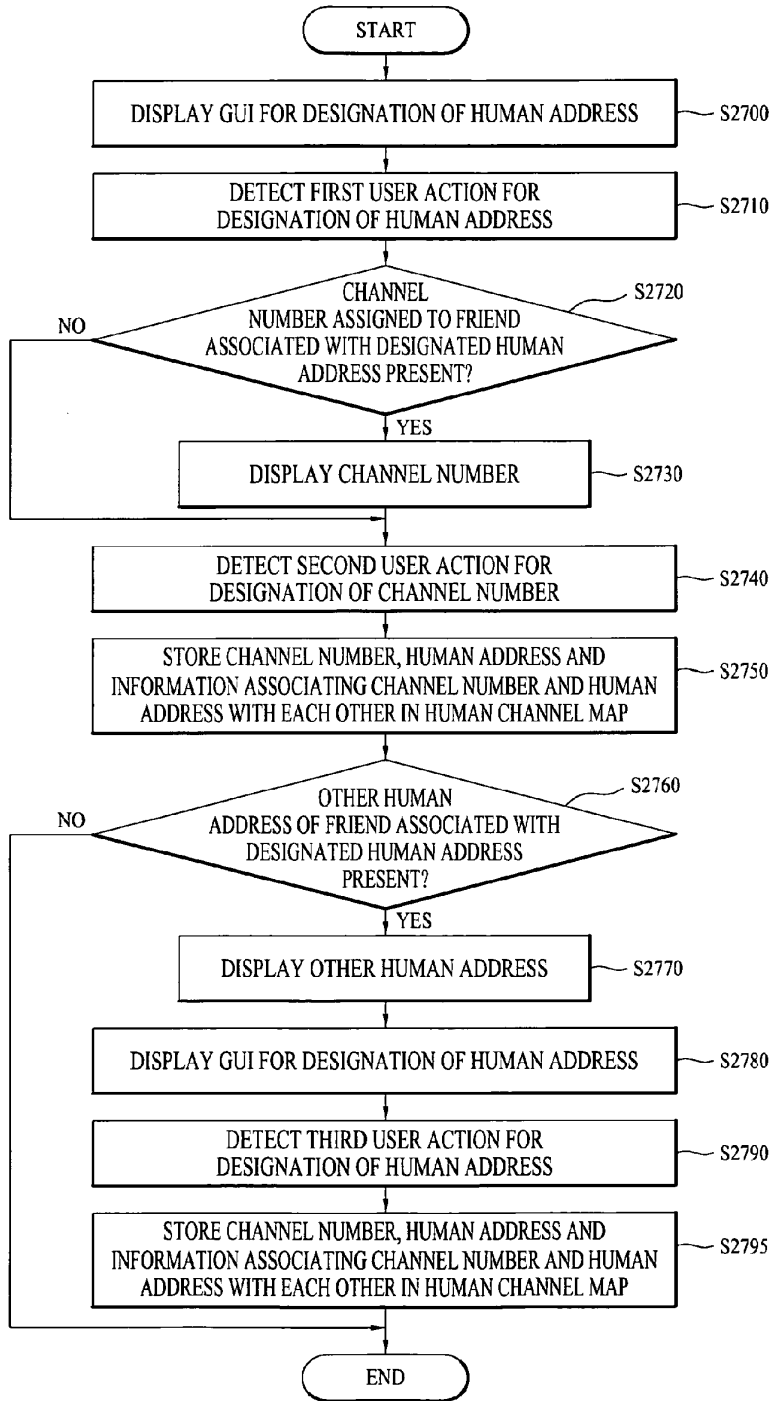 START
DISPLAY GUI FOR DESIGNATION OF HUMAN ADDRESS
S2700
DETECT FIRST USER ACTION FOR
DESIGNATION OF HUMAN ADDRESS
S2710
CHANNEL
NUMBER ASSIGNED TO FRIEND
ASSOCIATED WITH DESIGNATED HUMAN
ADDRESS PRESENT?
S2720
NO
YES
DISPLAY CHANNEL NUMBER
S2730
DETECT SECOND USER ACTION FOR
DESIGNATION OF CHANNEL NUMBER
S2740
STORE CHANNEL NUMBER, HUMAN ADDRESS AND
INFORMATION ASSOCIATING CHANNEL NUMBER AND HUMAN
ADDRESS WITH EACH OTHER IN HUMAN CHANNEL MAP
S2750
OTHER HUMAN
ADDRESS OF FRIEND ASSOCIATED WITH
DESIGNATED HUMAN ADDRESS
PRESENT?
S2760
NO
YES
DISPLAY OTHER HUMAN ADDRESS
S2770
DISPLAY GUI FOR DESIGNATION OF HUMAN ADDRESS
S2780
DETECT THIRD USER ACTION FOR
DESIGNATION OF HUMAN ADDRESS
S2790
STORE CHANNEL NUMBER, HUMAN ADDRESS AND
INFORMATION ASSOCIATING CHANNEL NUMBER AND HUMAN
ADDRESS WITH EACH OTHER IN HUMAN CHANNEL MAP
S2795
END